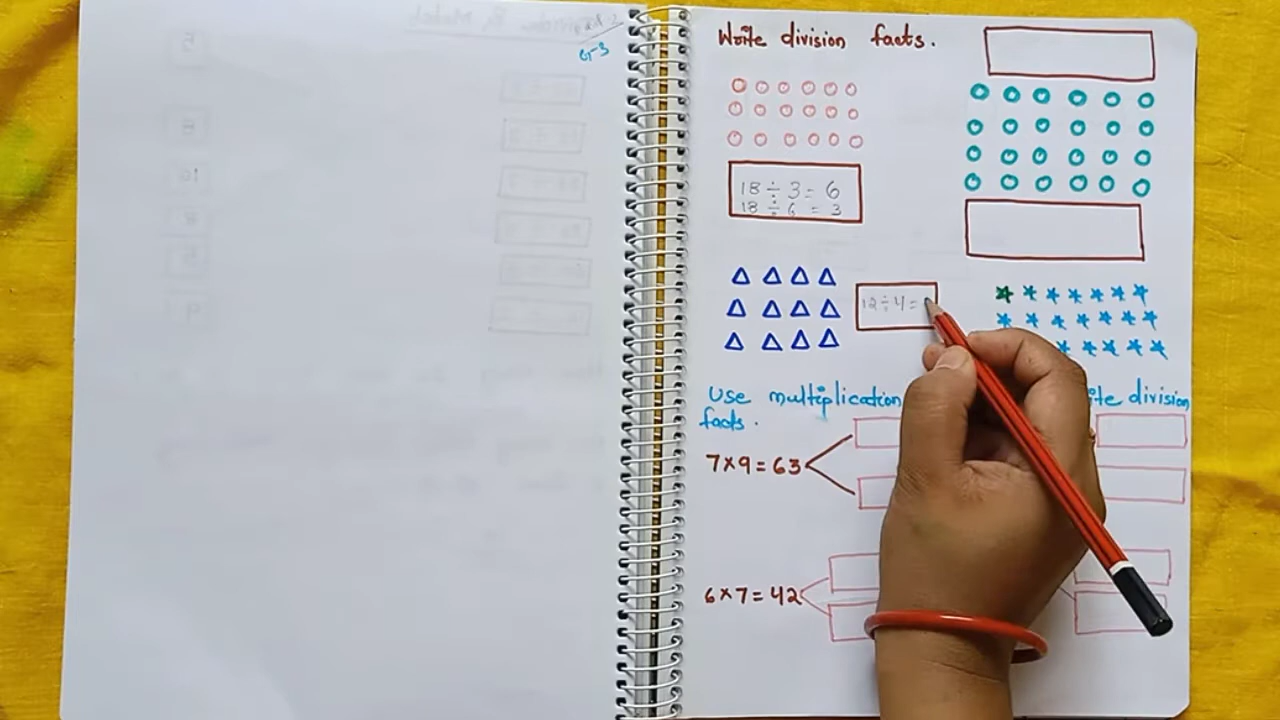 G-3
Write division facts.
18 ÷ 3 = 6
18 ÷ 6 = 3
12 ÷ 4 =
Use multiplication
division
facts.
7 × 9 = 63
6 × 7 = 42